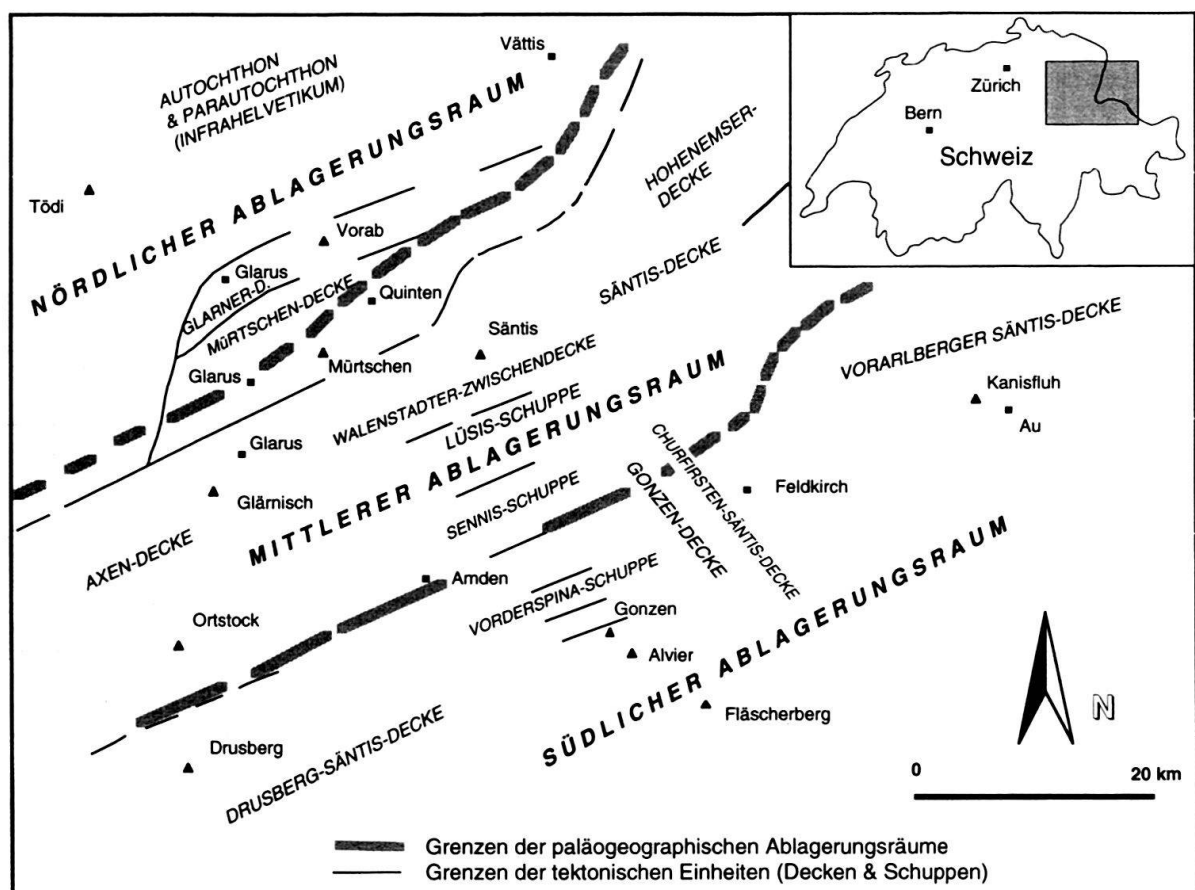 Vättis
AUTOCHTHON
& PARAUTOCHTHON
(INFRAHELVETIKUM)
Zürich
Bern
Schweiz
Tödi
NÖRDLICHER ABLAGERUNGSRAUM
HOHENEMSER-
DECKE
Vorab
Glarus
GLARNER-D.
MÜRTSCHEN-DECKE
Quinten
SÄNTIS-DECKE
Säntis
Mürtschen
Glarus
WALENSTADTER-ZWISCHENDECKE
LÜSIS-SCHUPPE
VORARLBERGER SÄNTIS-DECKE
Kanisfluh
Au
Glarus
Glärnisch
MITTLERER ABLAGERUNGSRAUM
SENNIS-SCHUPPE
CHURFIRSTEN-SÄNTIS-DECKE
GONZEN-DECKE
Feldkirch
AXEN-DECKE
Amden
VORDERSPINA-SCHUPPE
Gonzen
Ortstock
Alvier
SÜDLICHER ABLAGERUNGSRAUM
Fläscherberg
N
Drusberg
DRUSBERG-SÄNTIS-DECKE
0 20 km
Grenzen der paläogeographischen Ablagerungsräume
Grenzen der tektonischen Einheiten (Decken & Schuppen)